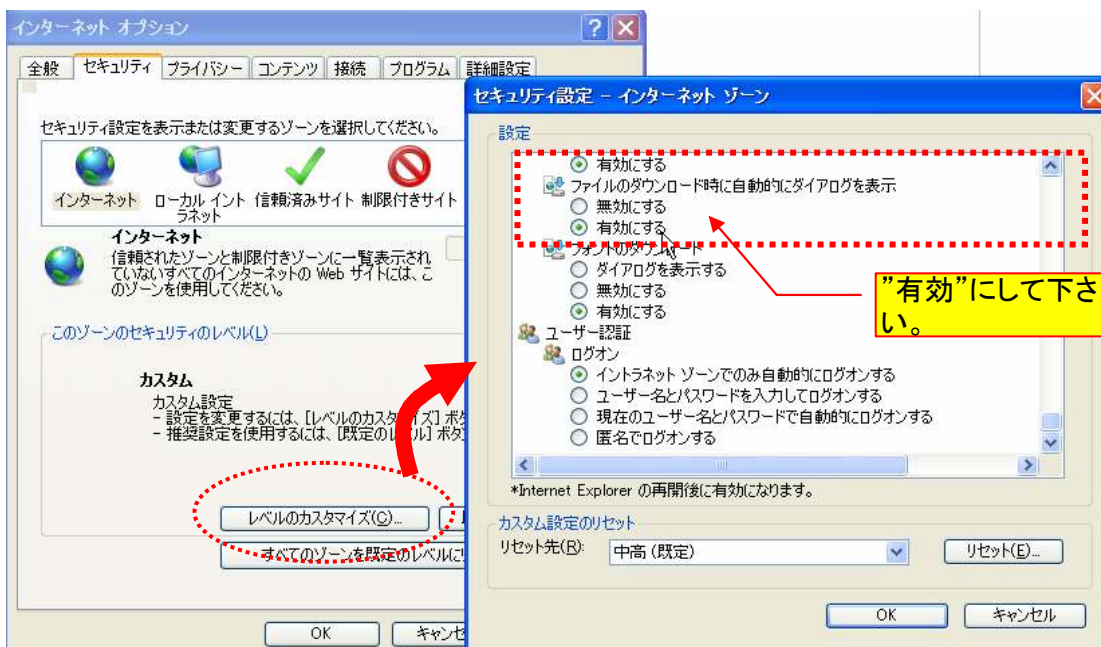 インターネット オプション
全般 セキュリティ プライバシー コンテンツ 接続 プログラム 詳細設定
セキュリティ設定を表示または変更するゾーンを選択してください。
インターネット
ローカル イント
ラネット
信頼済みサイト
制限付きサイト
インターネット
信頼されたゾーンと制限付きゾーンに一覧表示され
ていないすべてのインターネットの Web サイトには、こ
のゾーンを使用してください。
このゾーンのセキュリティのレベル(L)
カスタム
カスタム設定
- 設定を変更するには、[レベルのカスタマイズ] ボ
- 推奨設定を使用するには、[既定のレベル] ボ
レベルのカスタマイズ(C)...
すべてのゾーンを既定のレベルに
OK
キャンセ
セキュリティ設定 - インターネット ゾーン
設定
有効にする
ファイルのダウンロード時に自動的にダイアログを表示
無効にする
有効にする
フォントのダウンロード
ダイアログを表示する
無効にする
有効にする
ユーザー認証
ログオン
イントラネット ゾーンでのみ自動的にログオンする
ユーザー名とパスワードを入力してログオンする
現在のユーザー名とパスワードで自動的にログオンする
匿名でログオンする
*Internet Explorer の再開後に有効になります。
カスタム設定のリセット
リセット先(R):
中高 (既定)
リセット(E)...
OK
キャンセル
”有効”にして下さ
い。